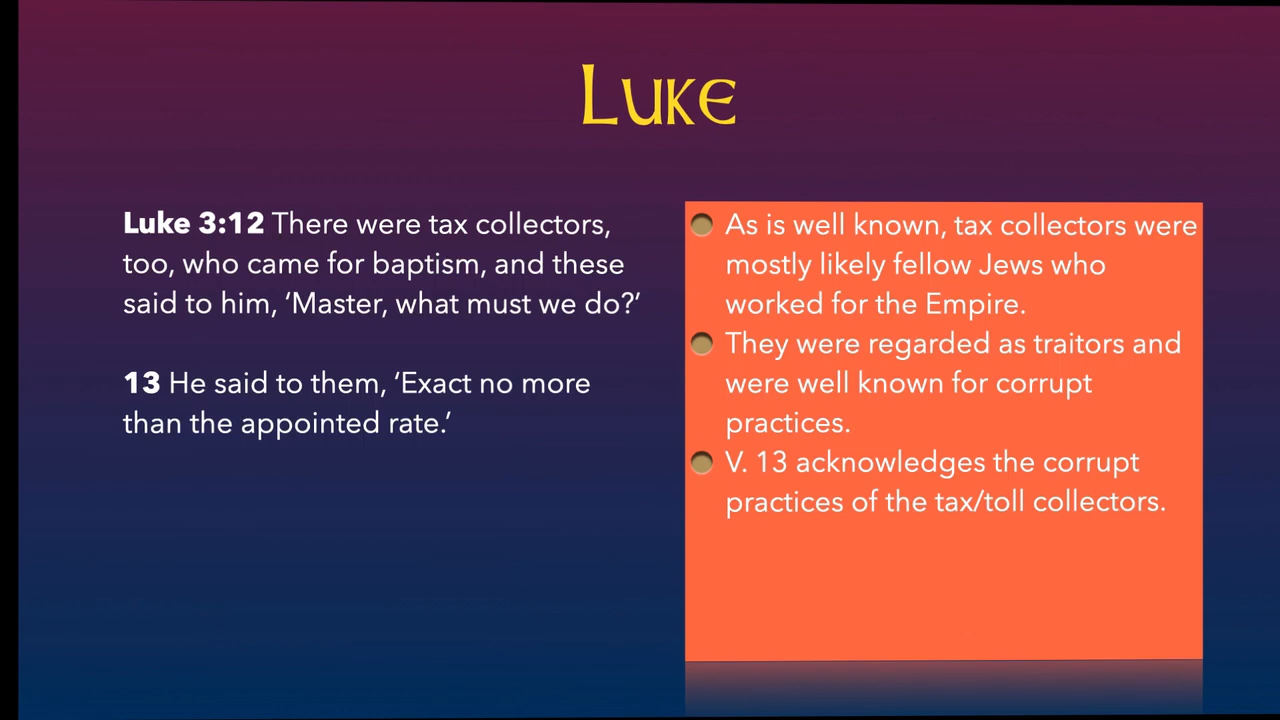 Luke
Luke 3:12 There were tax collectors,
too, who came for baptism, and these
said to him, ‘Master, what must we do?’
13 He said to them, ‘Exact no more
than the appointed rate.’
As is well known, tax collectors were
mostly likely fellow Jews who
worked for the Empire.
They were regarded as traitors and
were well known for corrupt
practices.
V. 13 acknowledges the corrupt
practices of the tax/toll collectors.